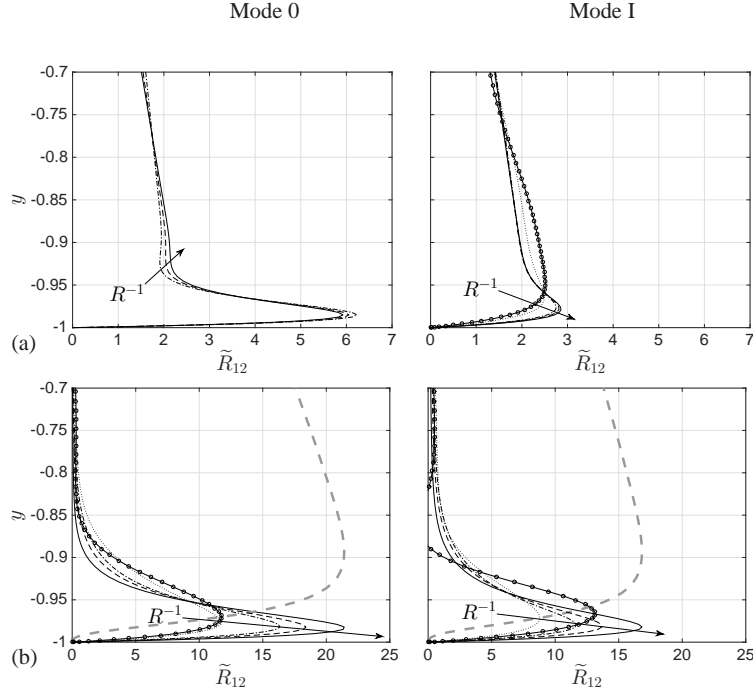 Mode 0 Mode I
-0.7 -0.7
-0.75 -0.75
-0.8 -0.8
y -0.85 -0.85
-0.9 -0.9
-0.95 R⁻¹ -0.95 R⁻¹
-1 -1
(a) 0 1 2 3 4 5 6 7 0 1 2 3 4 5 6 7
R̃₁₂ R̃₁₂
-0.7 -0.7
-0.75 -0.75
-0.8 -0.8
y -0.85 y -0.85
-0.9 -0.9
-0.95 R⁻¹ -0.95 R⁻¹
-1 -1
(b) 0 5 10 15 20 25 0 5 10 15 20 25
R̃₁₂ R̃₁₂